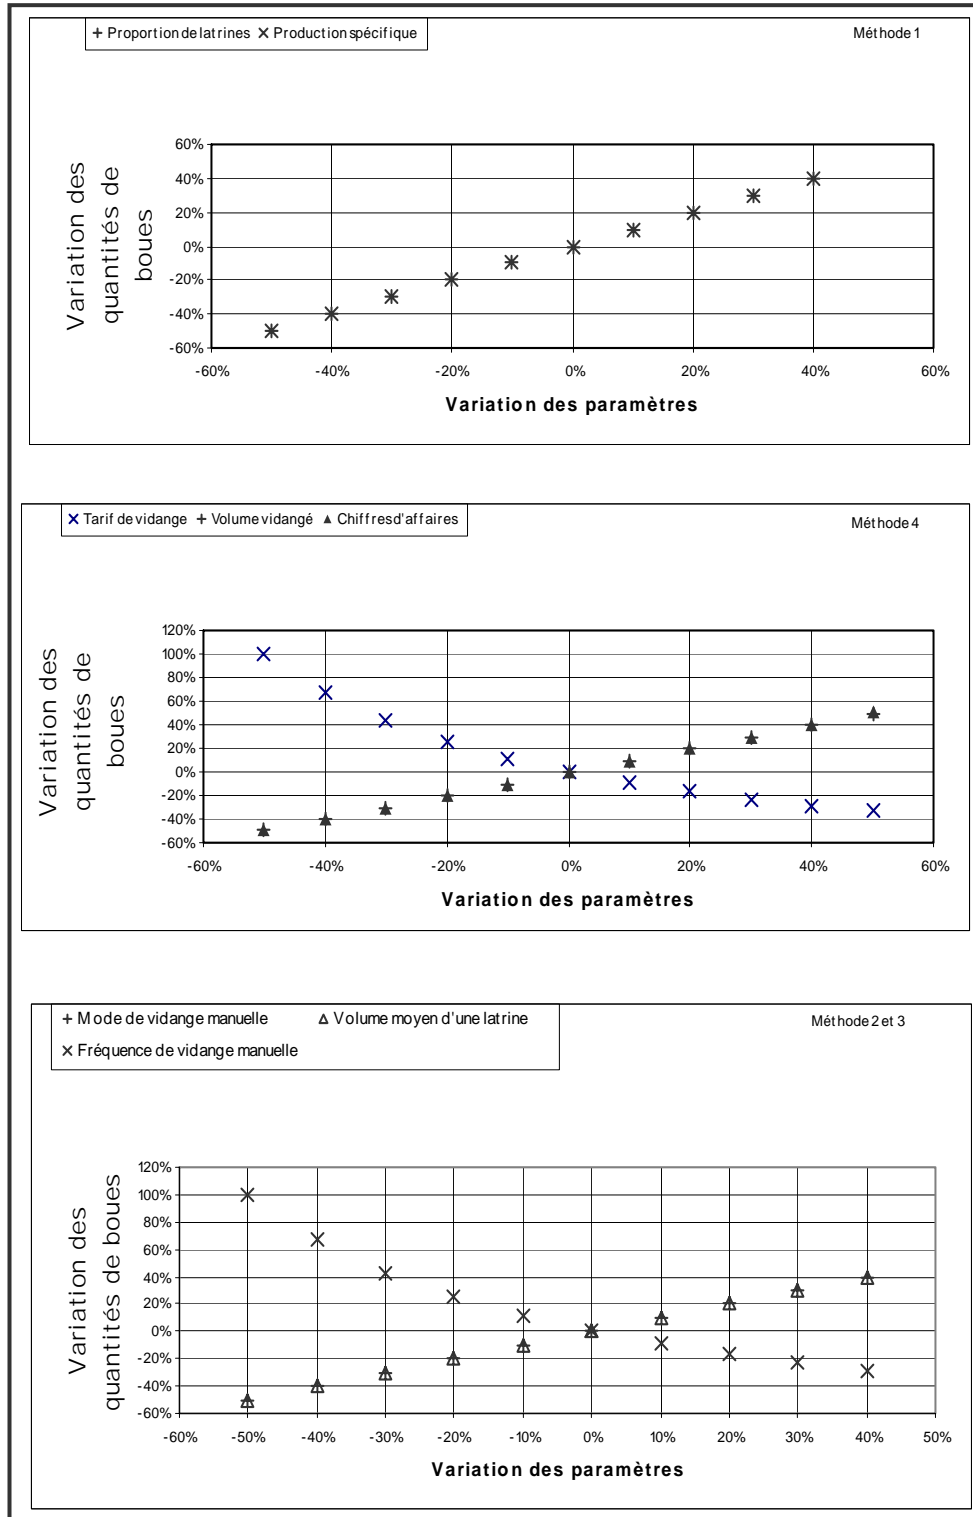 + Proportion de latrines × Production spécifique
Méthode 1
Variation des
quantités de
boues
60%
40%
20%
0%
-20%
-40%
-60%
-60% -40% -20% 0% 20% 40% 60%
Variation des paramètres
× Tarif de vidange + Volume vidangé ▲ Chiffres d'affaires
Méthode 4
Variation des
quantités de
boues
120%
100%
80%
60%
40%
20%
0%
-20%
-40%
-60%
-60% -40% -20% 0% 20% 40% 60%
Variation des paramètres
+ Mode de vidange manuelle Δ Volume moyen d'une latrine
× Fréquence de vidange manuelle
Méthode 2 et 3
Variation des
quantités de boues
120%
100%
80%
60%
40%
20%
0%
-20%
-40%
-60%
-60% -50% -40% -30% -20% -10% 0% 10% 20% 30% 40% 50%
Variation des paramètres